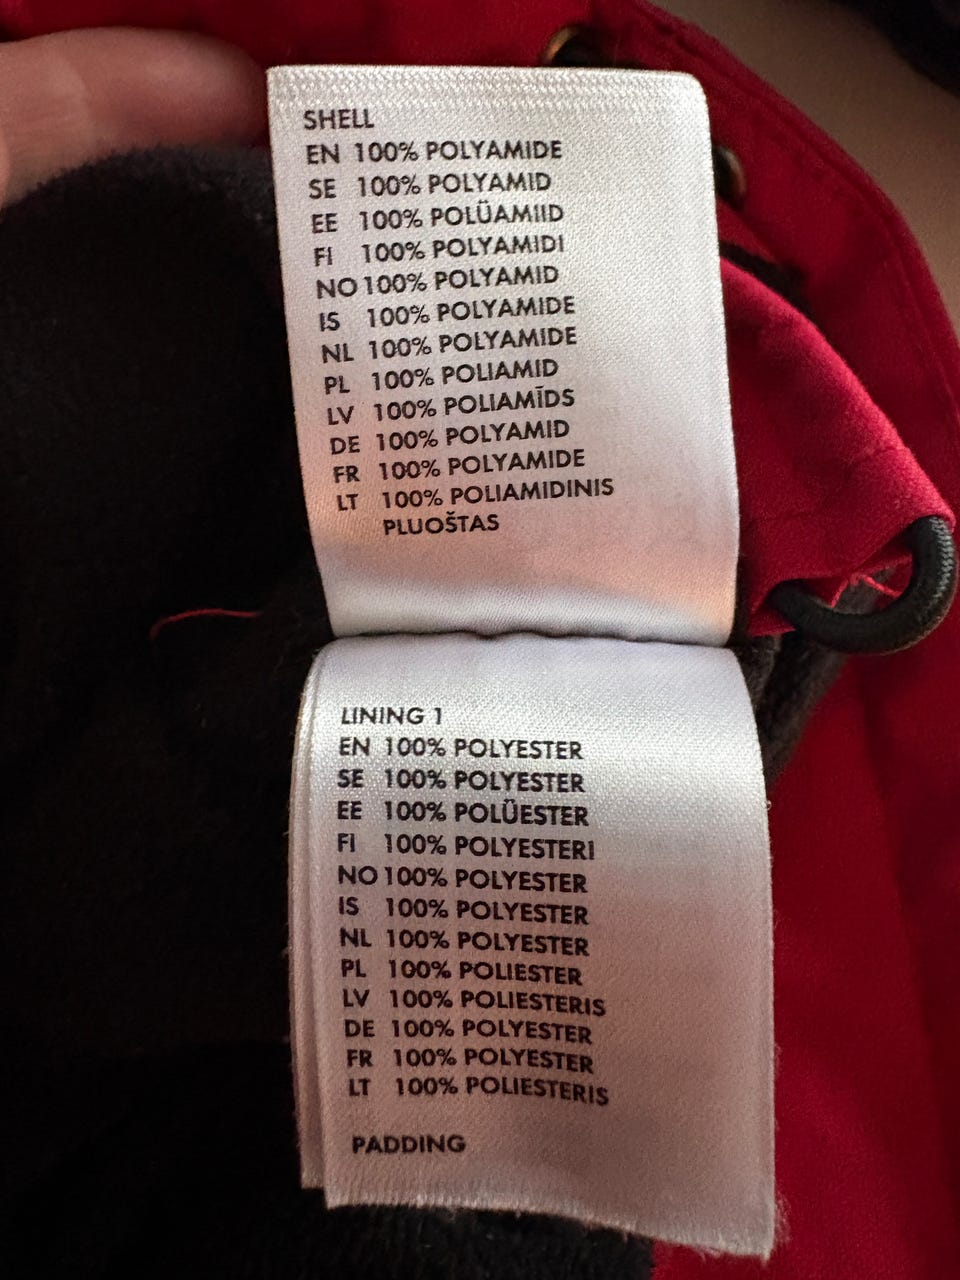 SHELL
EN 100% POLYAMIDE
SE 100% POLYAMID
EE 100% POLÜAMIID
FI 100% POLYAMIDI
NO 100% POLYAMID
IS 100% POLYAMIDE
NL 100% POLYAMIDE
PL 100% POLIAMID
LV 100% POLIAMĪDS
DE 100% POLYAMID
FR 100% POLYAMIDE
LT 100% POLIAMIDINIS
PLUOŠTAS
LINING 1
EN 100% POLYESTER
SE 100% POLYESTER
EE 100% POLÜESTER
FI 100% POLYESTERI
NO 100% POLYESTER
IS 100% POLYESTER
NL 100% POLYESTER
PL 100% POLIESTER
LV 100% POLIESTERIS
DE 100% POLYESTER
FR 100% POLYESTER
LT 100% POLIESTERIS
PADDING